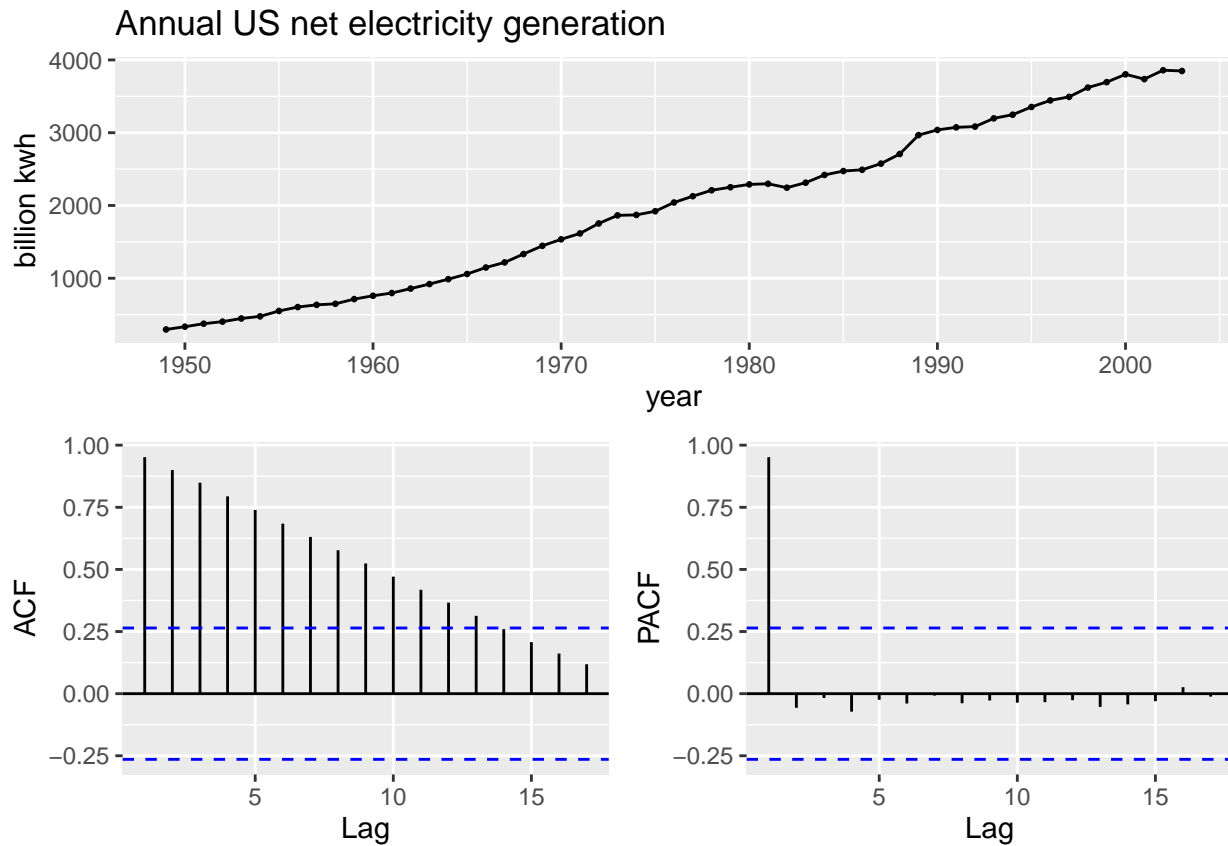 Annual US net electricity generation
4000
3000
2000
1000
billion kwh
1950 1960 1970 1980 1990 2000
year
1.00
0.75
0.50
0.25
0.00
−0.25
ACF
5 10 15
Lag
1.00
0.75
0.50
0.25
0.00
−0.25
PACF
5 10 15
Lag